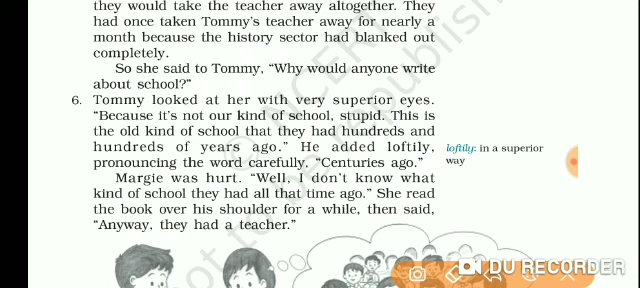 they would take the teacher away altogether. They
had once taken Tommy's teacher away for nearly a
month because the history sector had blanked out
completely.
So she said to Tommy, “Why would anyone write
about school?”
6. Tommy looked at her with very superior eyes.
“Because it's not our kind of school, stupid. This is
the old kind of school that they had hundreds and
hundreds of years ago.” He added loftily,
loftily: in a superior
way
pronouncing the word carefully, “Centuries ago.”
Margie was hurt. “Well, I don't know what
kind of school they had all that time ago.” She read
the book over his shoulder for a while, then said,
“Anyway, they had a teacher.”
© NCERT
not to be republished
DU RECORDER